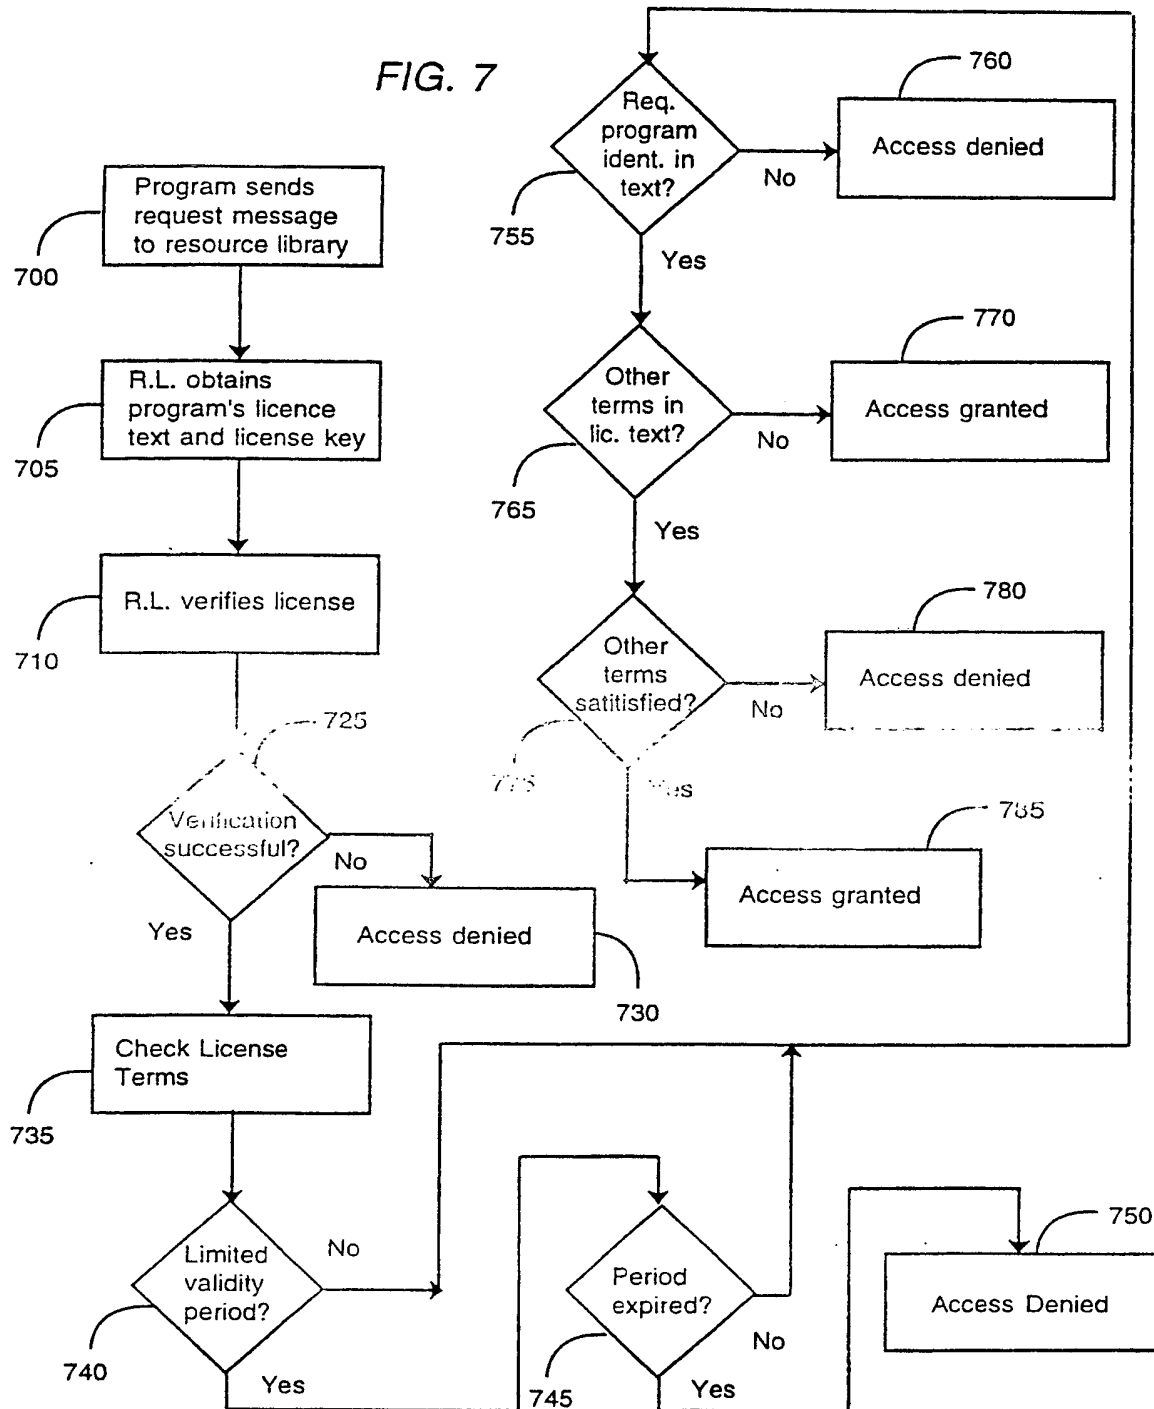 FIG. 7
Program sends
request message
to resource library
700
R.L. obtains
program's licence
text and license key
705
R.L. verifies license
710
725
Verification
successful?
No
Yes
Access denied
730
Check License
Terms
735
Limited
validity
period?
No
740
Yes
Period
expired?
No
745
Yes
750
Access Denied
Req.
program
ident. in
text?
755
No
Yes
760
Access denied
Other
terms in
lic. text?
765
No
Yes
770
Access granted
Other
terms
satitisfied?
775
No
Yes
780
Access denied
785
Access granted